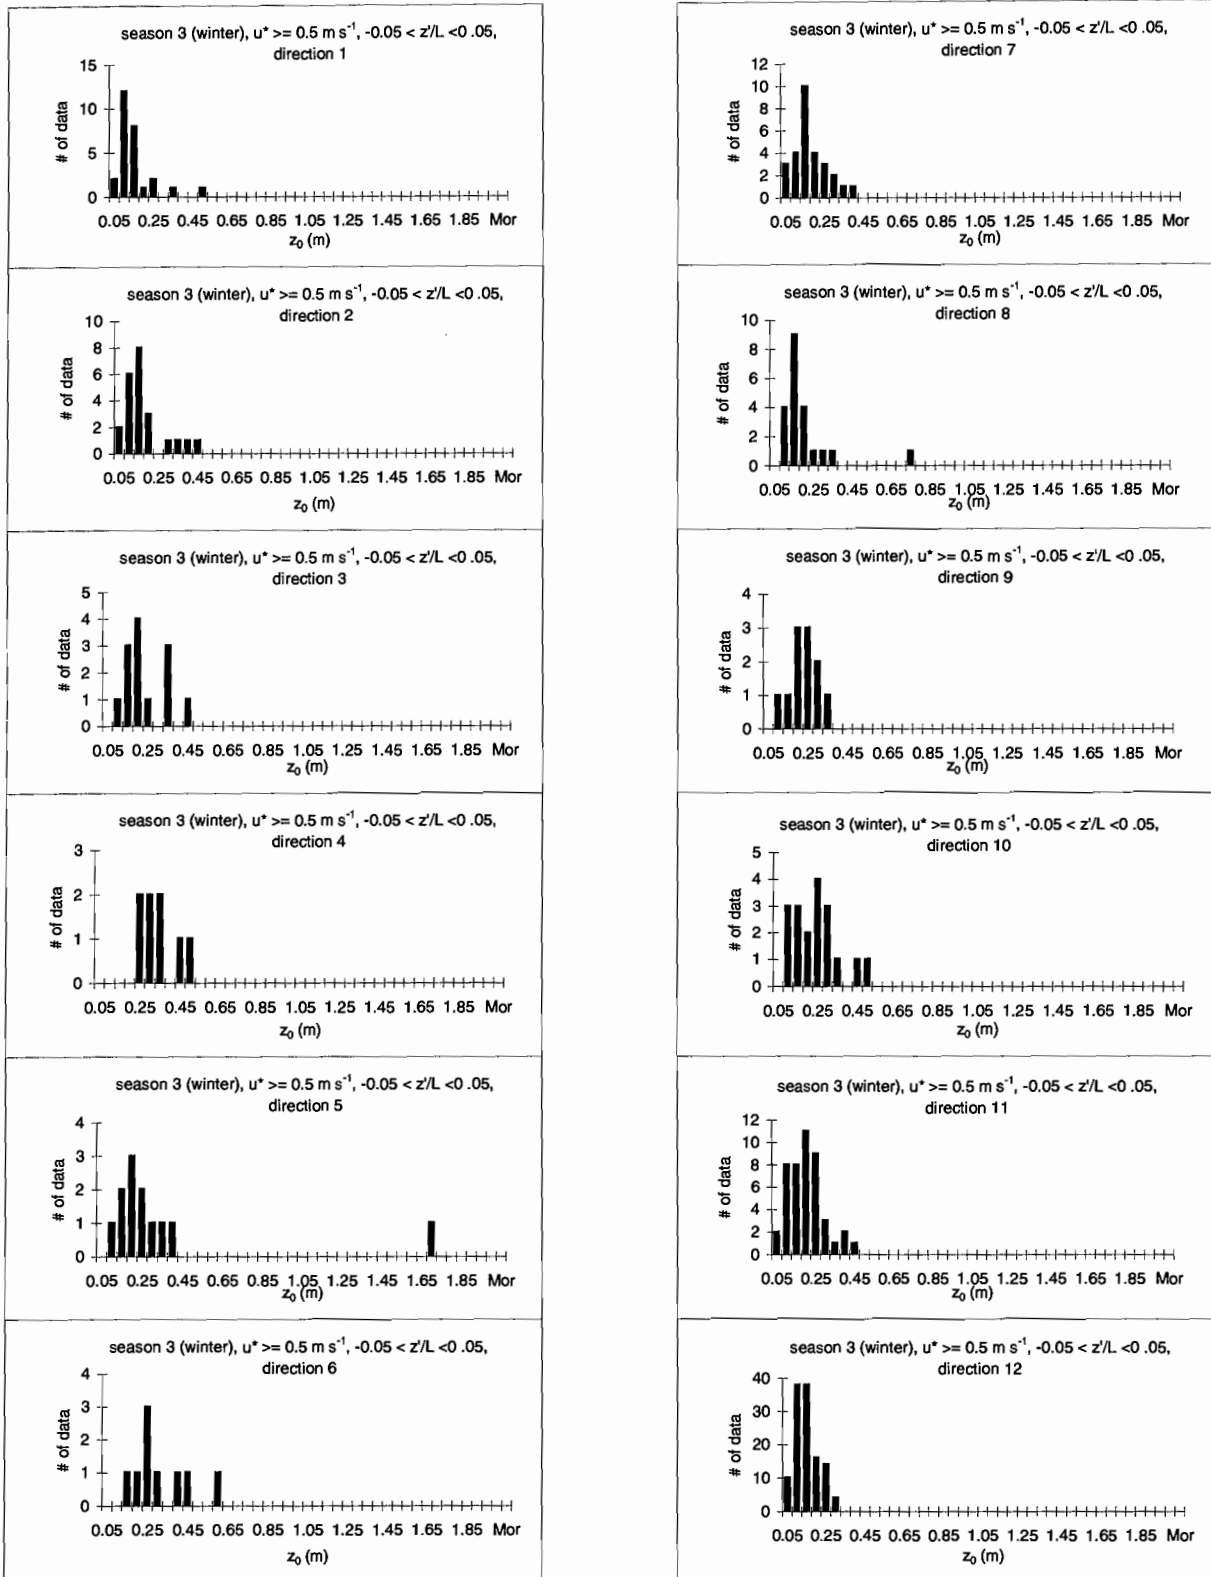 season 3 (winter), u* >= 0.5 m s⁻¹, -0.05 < z'/L <0 .05,
direction 1
15
10
5
0
# of data
0.05 0.25 0.45 0.65 0.85 1.05 1.25 1.45 1.65 1.85 Mor
z₀ (m)
season 3 (winter), u* >= 0.5 m s⁻¹, -0.05 < z'/L <0 .05,
direction 2
10
8
6
4
2
0
# of data
0.05 0.25 0.45 0.65 0.85 1.05 1.25 1.45 1.65 1.85 Mor
z₀ (m)
season 3 (winter), u* >= 0.5 m s⁻¹, -0.05 < z'/L <0 .05,
direction 3
5
4
3
2
1
0
# of data
0.05 0.25 0.45 0.65 0.85 1.05 1.25 1.45 1.65 1.85 Mor
z₀ (m)
season 3 (winter), u* >= 0.5 m s⁻¹, -0.05 < z'/L <0 .05,
direction 4
3
2
1
0
# of data
0.05 0.25 0.45 0.65 0.85 1.05 1.25 1.45 1.65 1.85 Mor
z₀ (m)
season 3 (winter), u* >= 0.5 m s⁻¹, -0.05 < z'/L <0 .05,
direction 5
4
3
2
1
0
# of data
0.05 0.25 0.45 0.65 0.85 1.05 1.25 1.45 1.65 1.85 Mor
z₀ (m)
season 3 (winter), u* >= 0.5 m s⁻¹, -0.05 < z'/L <0 .05,
direction 6
4
3
2
1
0
# of data
0.05 0.25 0.45 0.65 0.85 1.05 1.25 1.45 1.65 1.85 Mor
z₀ (m)
season 3 (winter), u* >= 0.5 m s⁻¹, -0.05 < z'/L <0 .05,
direction 7
12
10
8
6
4
2
0
# of data
0.05 0.25 0.45 0.65 0.85 1.05 1.25 1.45 1.65 1.85 Mor
z₀ (m)
season 3 (winter), u* >= 0.5 m s⁻¹, -0.05 < z'/L <0 .05,
direction 8
10
8
6
4
2
0
# of data
0.05 0.25 0.45 0.65 0.85 1.05 1.25 1.45 1.65 1.85 Mor
z₀ (m)
season 3 (winter), u* >= 0.5 m s⁻¹, -0.05 < z'/L <0 .05,
direction 9
4
3
2
1
0
# of data
0.05 0.25 0.45 0.65 0.85 1.05 1.25 1.45 1.65 1.85 Mor
z₀ (m)
season 3 (winter), u* >= 0.5 m s⁻¹, -0.05 < z'/L <0 .05,
direction 10
5
4
3
2
1
0
# of data
0.05 0.25 0.45 0.65 0.85 1.05 1.25 1.45 1.65 1.85 Mor
z₀ (m)
season 3 (winter), u* >= 0.5 m s⁻¹, -0.05 < z'/L <0 .05,
direction 11
12
10
8
6
4
2
0
# of data
0.05 0.25 0.45 0.65 0.85 1.05 1.25 1.45 1.65 1.85 Mor
z₀ (m)
season 3 (winter), u* >= 0.5 m s⁻¹, -0.05 < z'/L <0 .05,
direction 12
40
30
20
10
0
# of data
0.05 0.25 0.45 0.65 0.85 1.05 1.25 1.45 1.65 1.85 Mor
z₀ (m)